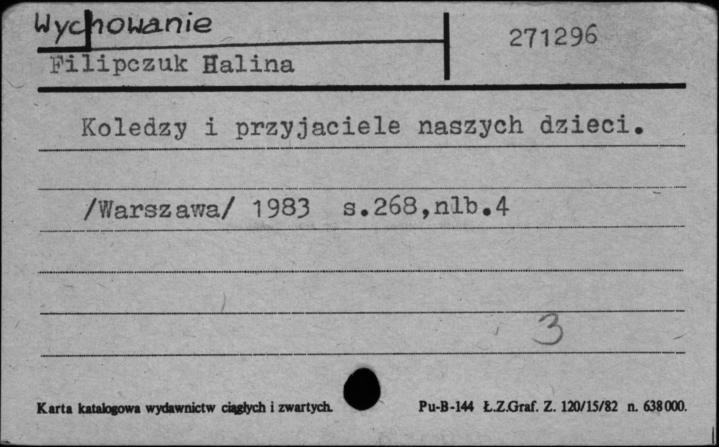 Wychowanie
271296
Filipczuk Halina
Koledzy i przyjaciele naszych dzieci.
/Warszawa/ 1983 s.268,nlb.4
3
Karta katalogowa wydawnictw ciągłych i zwartych.
Pu-B-144 Ł.Z.Graf. Z. 120/15/82 n. 638000.